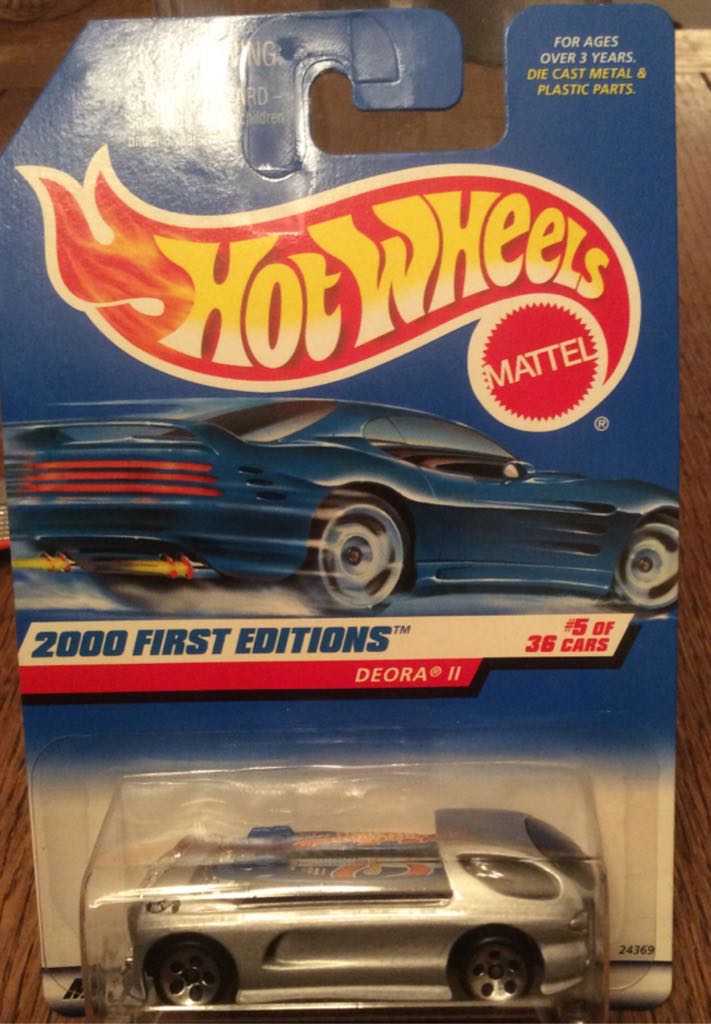 FOR AGES
OVER 3 YEARS.
DIE CAST METAL &
PLASTIC PARTS.
HOT WHEELS
MATTEL
®
2000 FIRST EDITIONS™
#5 OF
36 CARS
DEORA® II
24369